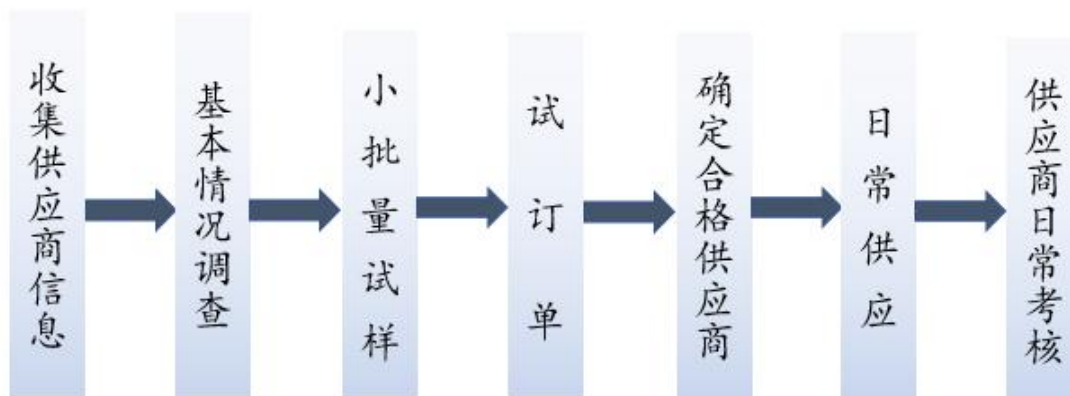 收集供应商信息
基本情况调查
小批量试样
试订单
确定合格供应商
日常供应
供应商日常考核